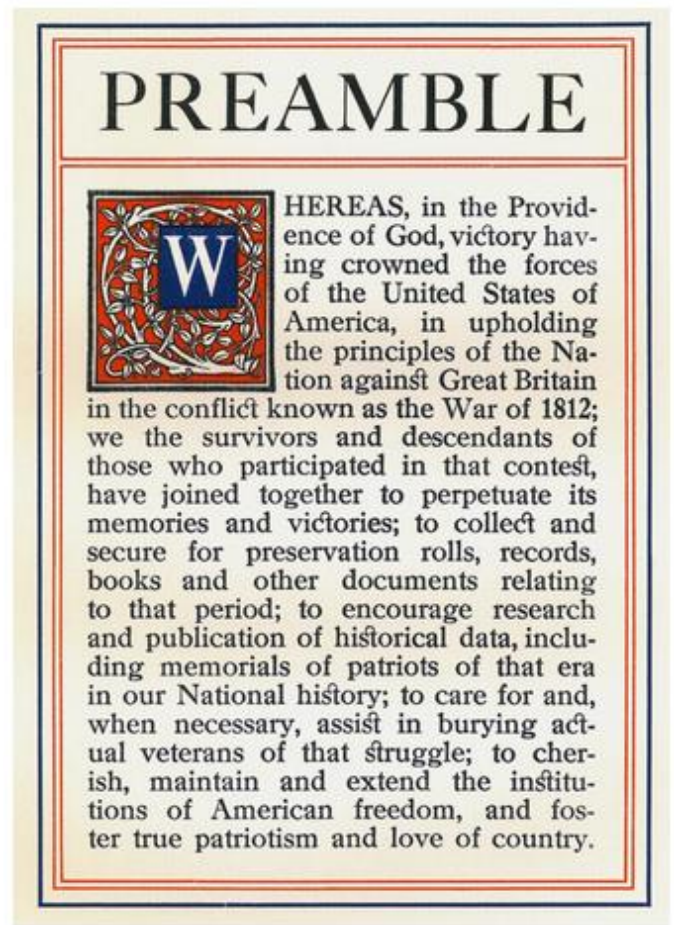 PREAMBLE
WHEREAS, in the Provid-
ence of God, victory hav-
ing crowned the forces
of the United States of
America, in upholding
the principles of the Na-
tion against Great Britain
in the conflict known as the War of 1812;
we the survivors and descendants of
those who participated in that contest,
have joined together to perpetuate its
memories and victories; to collect and
secure for preservation rolls, records,
books and other documents relating
to that period; to encourage research
and publication of historical data, inclu-
ding memorials of patriots of that era
in our National history; to care for and,
when necessary, assist in burying act-
ual veterans of that struggle; to cher-
ish, maintain and extend the institu-
tions of American freedom, and fos-
ter true patriotism and love of country.